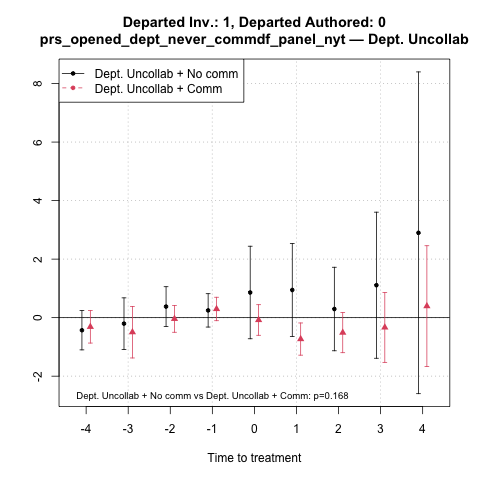 Departed Inv.: 1, Departed Authored: 0
prs_opened_dept_never_commdf_panel_nyt — Dept. Uncollab
Dept. Uncollab + No comm
Dept. Uncollab + Comm
8
6
4
2
0
-2
Dept. Uncollab + No comm vs Dept. Uncollab + Comm: p=0.168
-4 -3 -2 -1 0 1 2 3 4
Time to treatment